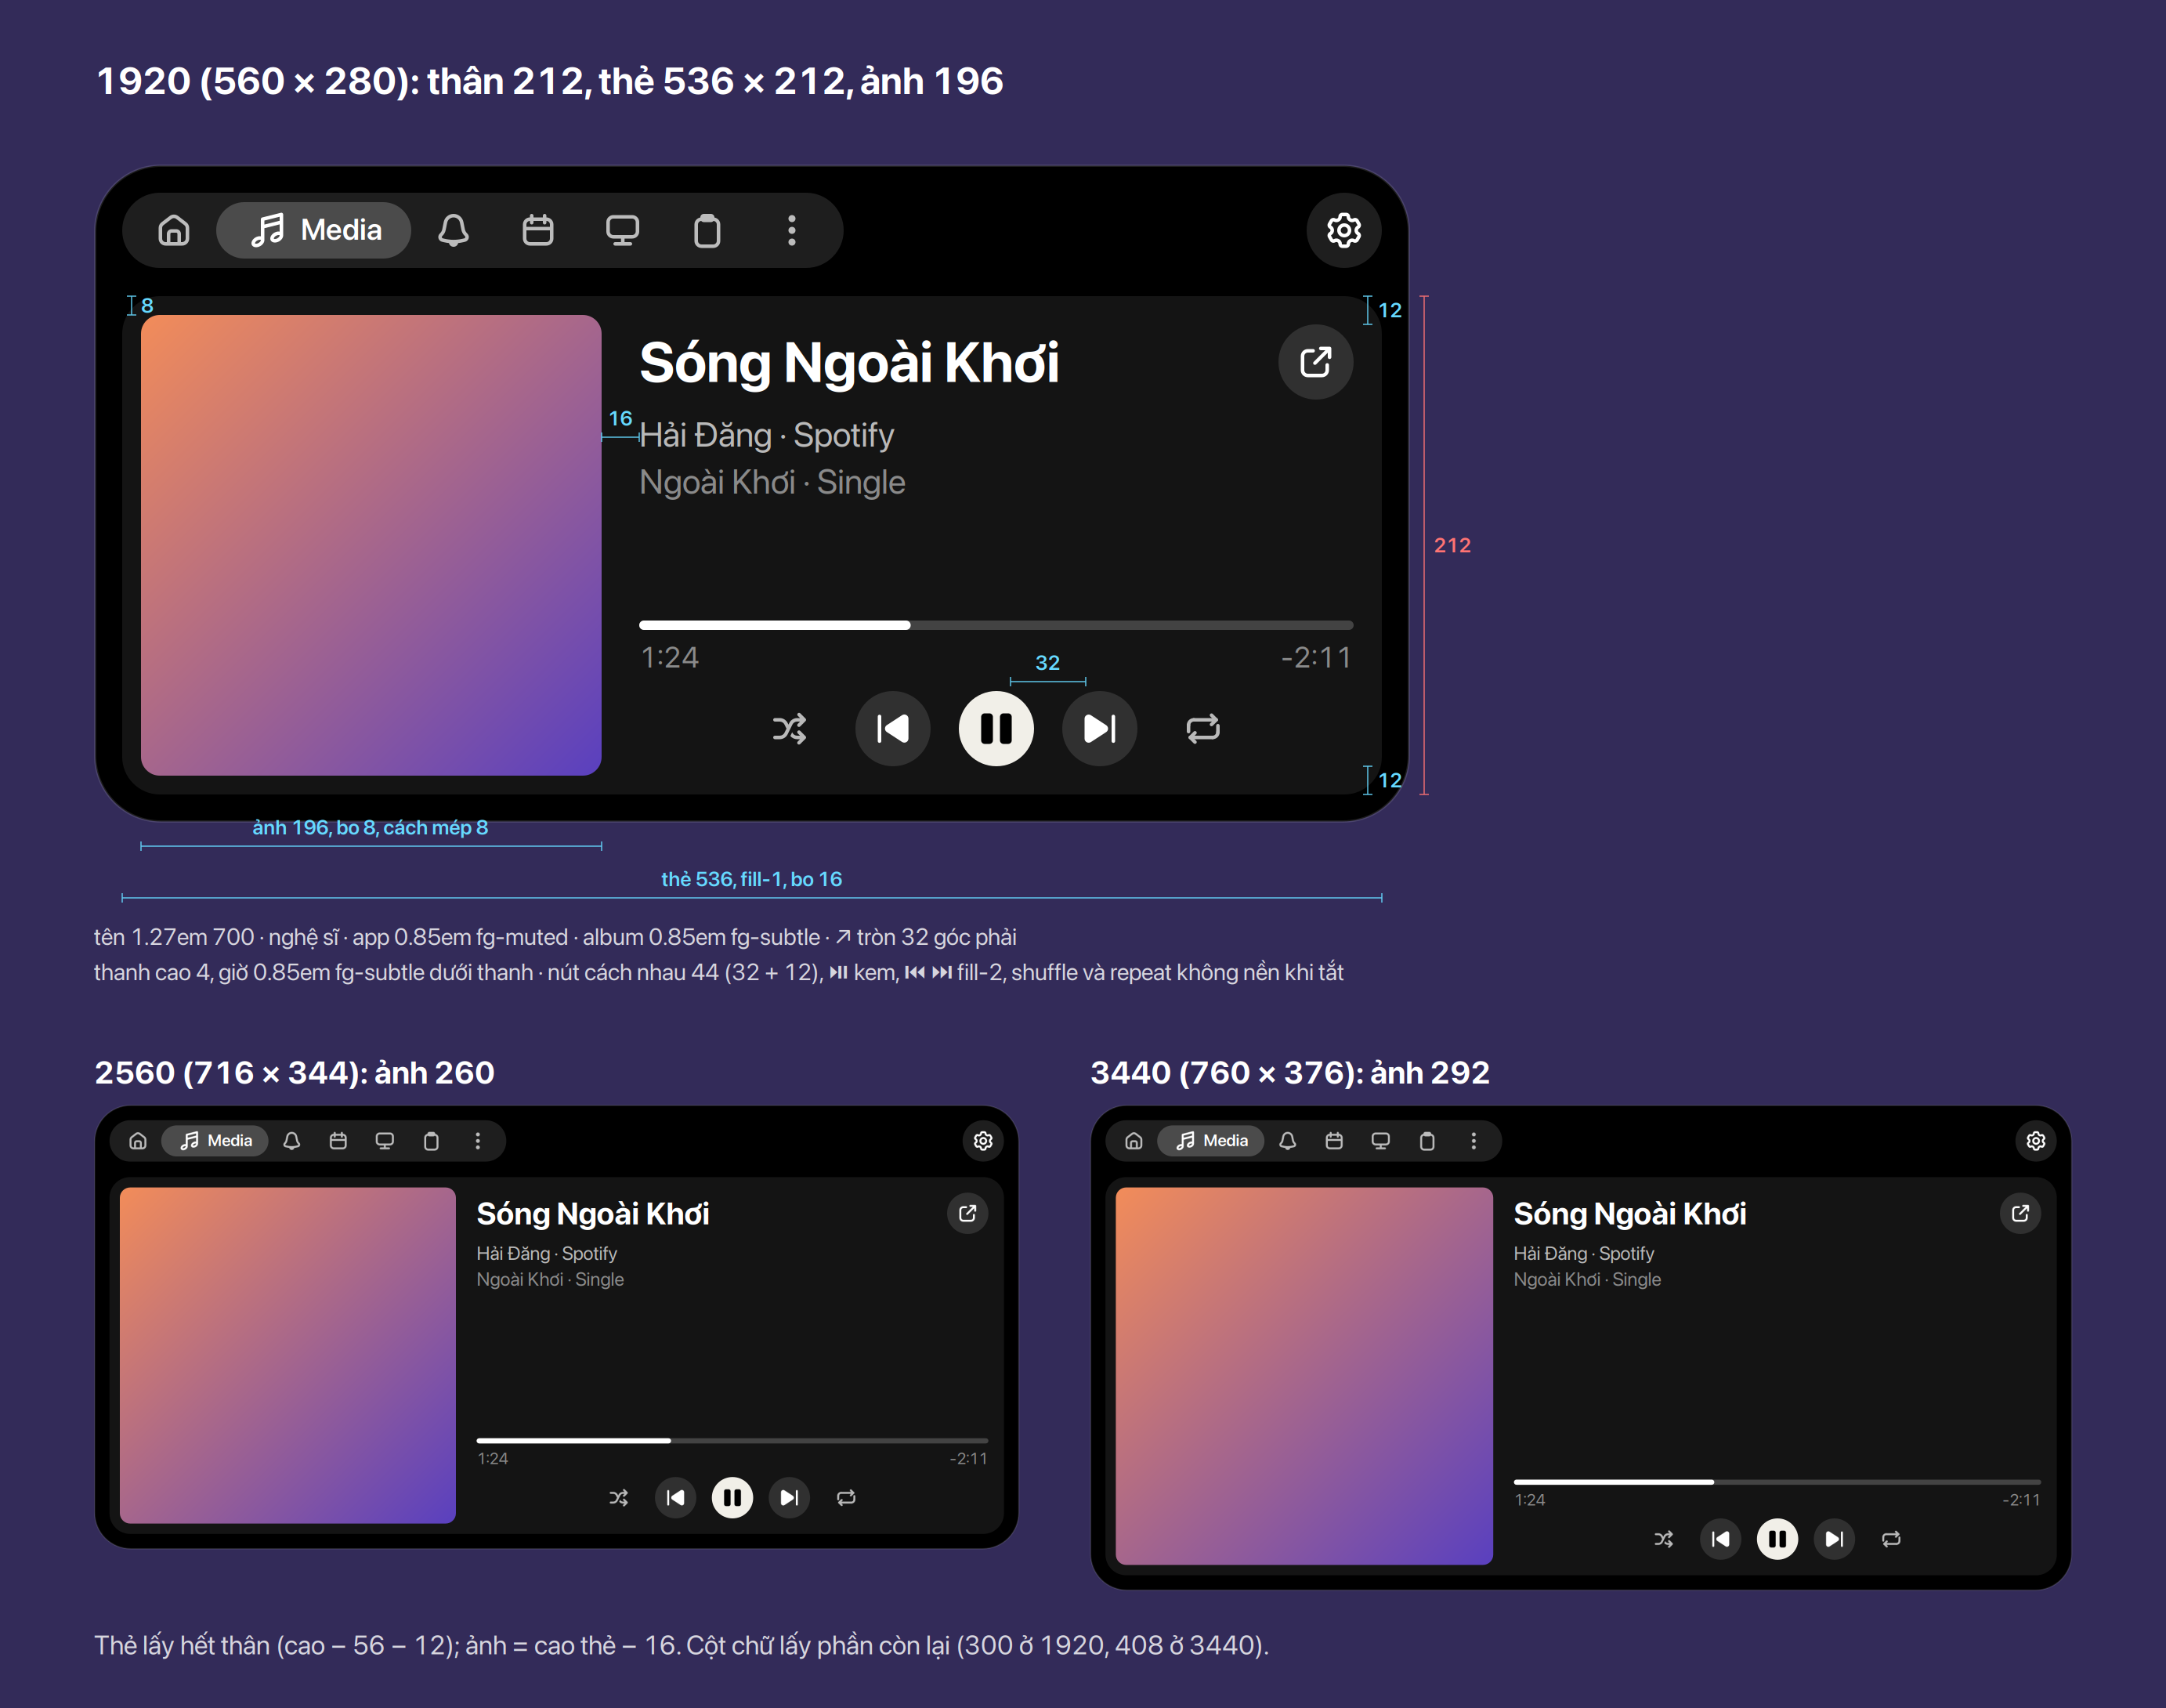 1920 (560 × 280): thân 212, thẻ 536 × 212, ảnh 196
Media
8
12
Sóng Ngoài Khơi
16
Hải Đăng · Spotify
Ngoài Khơi · Single
212
1:24
-2:11
32
12
ảnh 196, bo 8, cách mép 8
thẻ 536, fill-1, bo 16
tên 1.27em 700 · nghệ sĩ · app 0.85em fg-muted · album 0.85em fg-subtle · ↗ tròn 32 góc phải
thanh cao 4, giờ 0.85em fg-subtle dưới thanh · nút cách nhau 44 (32 + 12), ⏯ kem, ⏮ ⏭ fill-2, shuffle và repeat không nền khi tắt
2560 (716 × 344): ảnh 260
Media
Sóng Ngoài Khơi
Hải Đăng · Spotify
Ngoài Khơi · Single
1:24
-2:11
3440 (760 × 376): ảnh 292
Media
Sóng Ngoài Khơi
Hải Đăng · Spotify
Ngoài Khơi · Single
1:24
-2:11
Thẻ lấy hết thân (cao − 56 − 12); ảnh = cao thẻ − 16. Cột chữ lấy phần còn lại (300 ở 1920, 408 ở 3440).